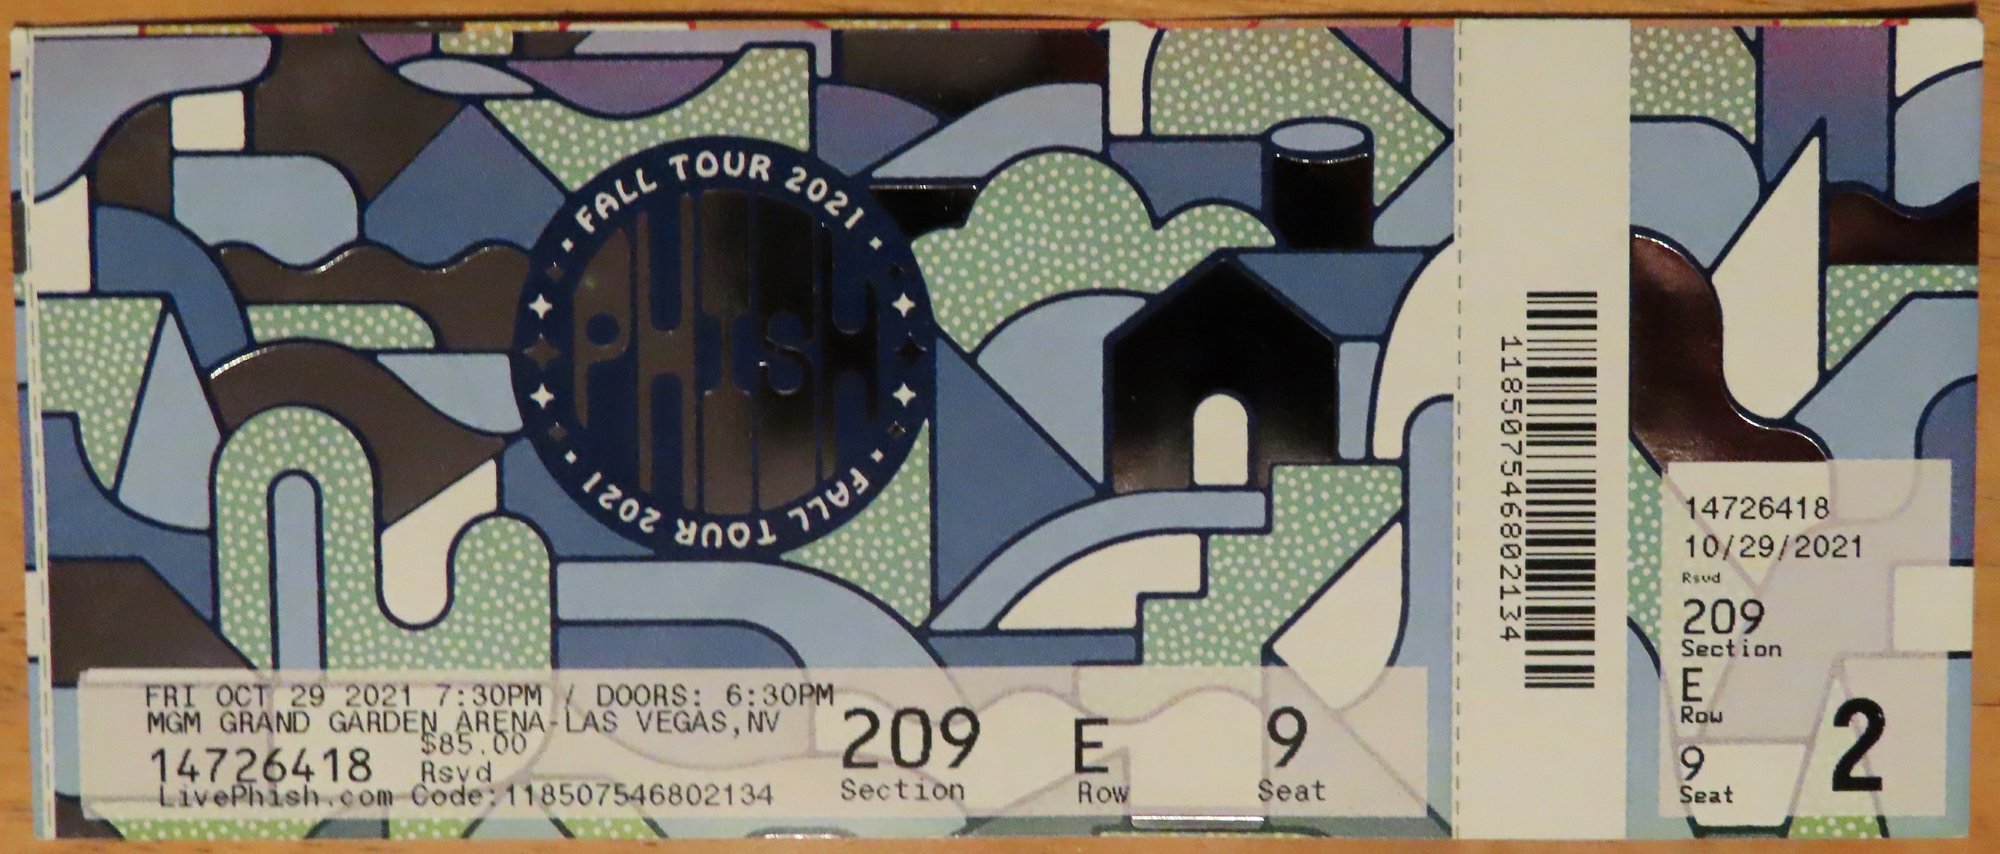 FALL TOUR 2021
PHISH
FALL TOUR 2021
FRI OCT 29 2021 7:30PM / DOORS: 6:30PM
MGM GRAND GARDEN ARENA-LAS VEGAS,NV
$85.00
14726418 Rsvd
LivePhish.com Code:118507546802134
209 Section
E Row
9 Seat
118507546802134
14726418
10/29/2021
Rsvd
209
Section
E
Row
9
Seat
2